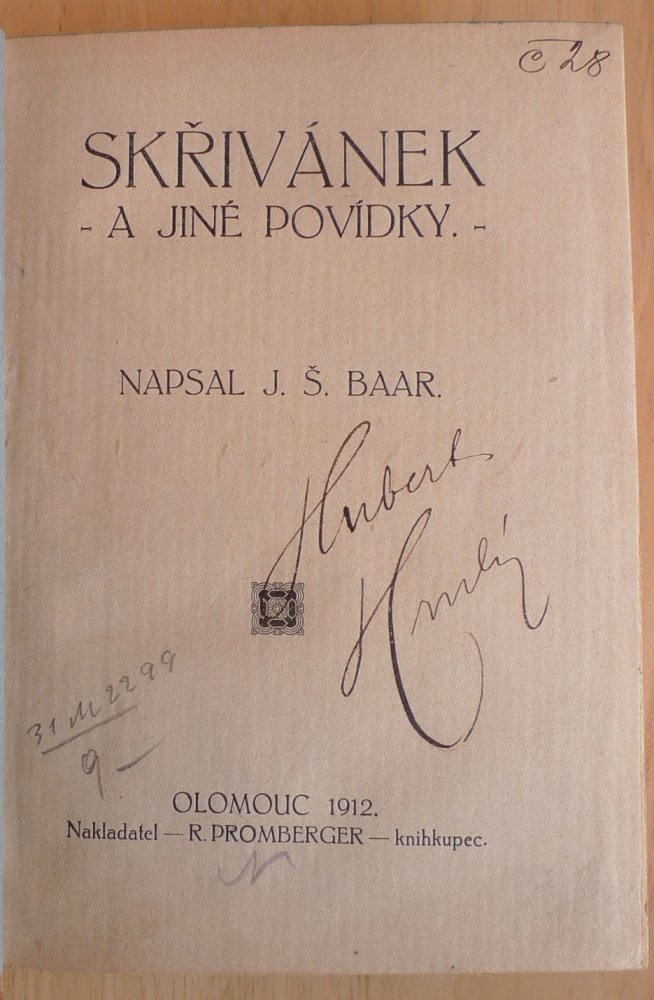 C 28
SKŘIVÁNEK
- A JINÉ POVÍDKY. -
NAPSAL J. Š. BAAR.
Hubert
31 M 2299
9 —
OLOMOUC 1912.
Nakladatel — R. PROMBERGER — knihkupec.